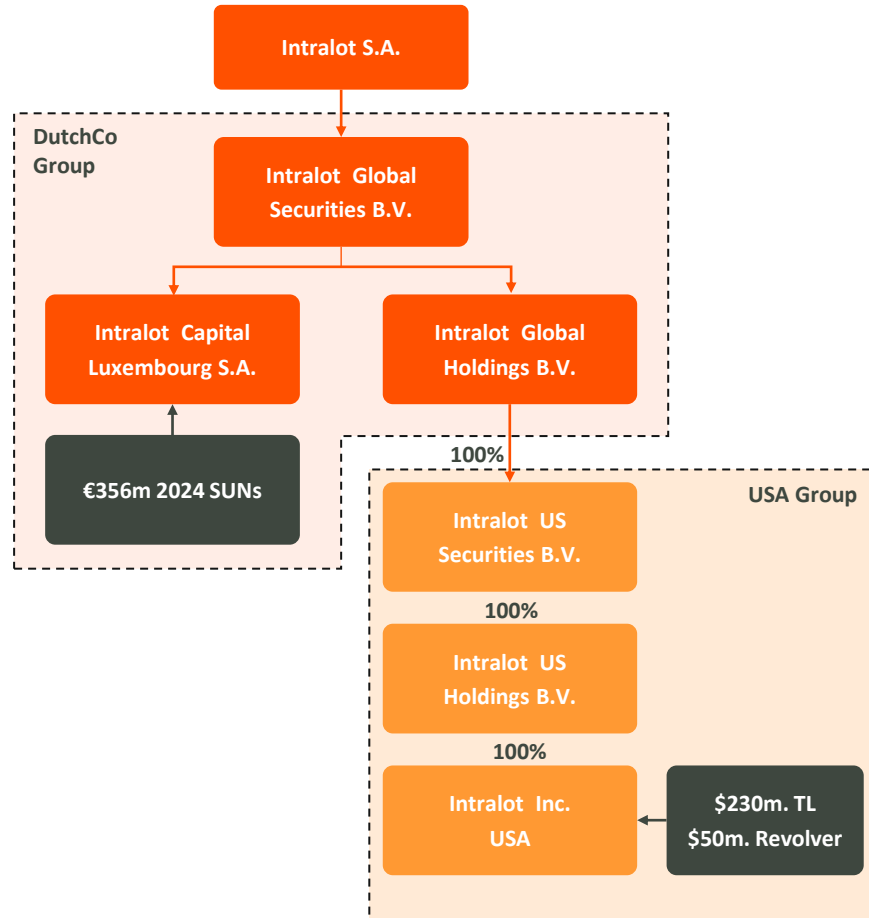 Intralot S.A.
DutchCo
Group
Intralot Global
Securities B.V.
Intralot Capital
Luxembourg S.A.
Intralot Global
Holdings B.V.
€356m 2024 SUNs
100%
USA Group
Intralot US
Securities B.V.
100%
Intralot US
Holdings B.V.
100%
Intralot Inc.
USA
$230m. TL
$50m. Revolver